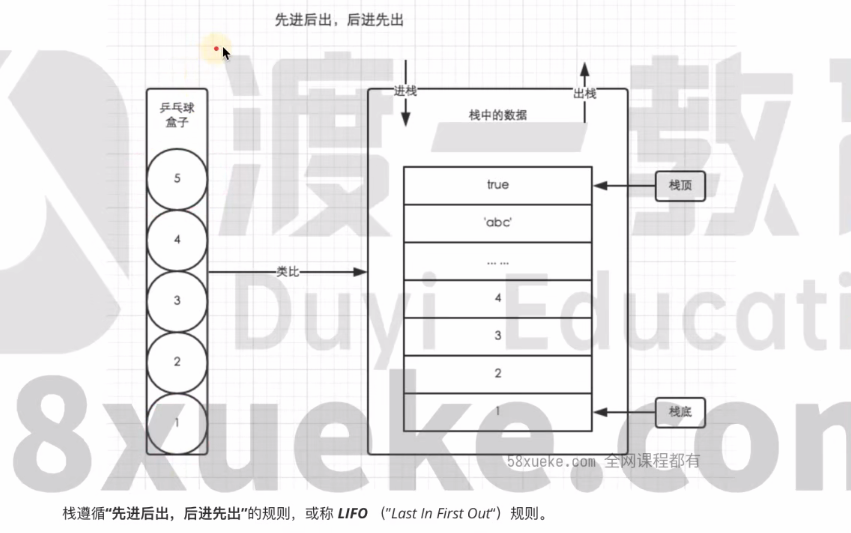 先进后出，后进先出
进栈
出栈
乒乓球
盒子
栈中的数据
渡一教
5
true
栈顶
4
'abc'
... ...
类比
3
4
Duyi Educati
3
2
2
1
1
栈底
8xueke.con
58xueke.com 全网课程都有
栈遵循“先进后出，后进先出”的规则，或称 LIFO （"Last In First Out“）规则。